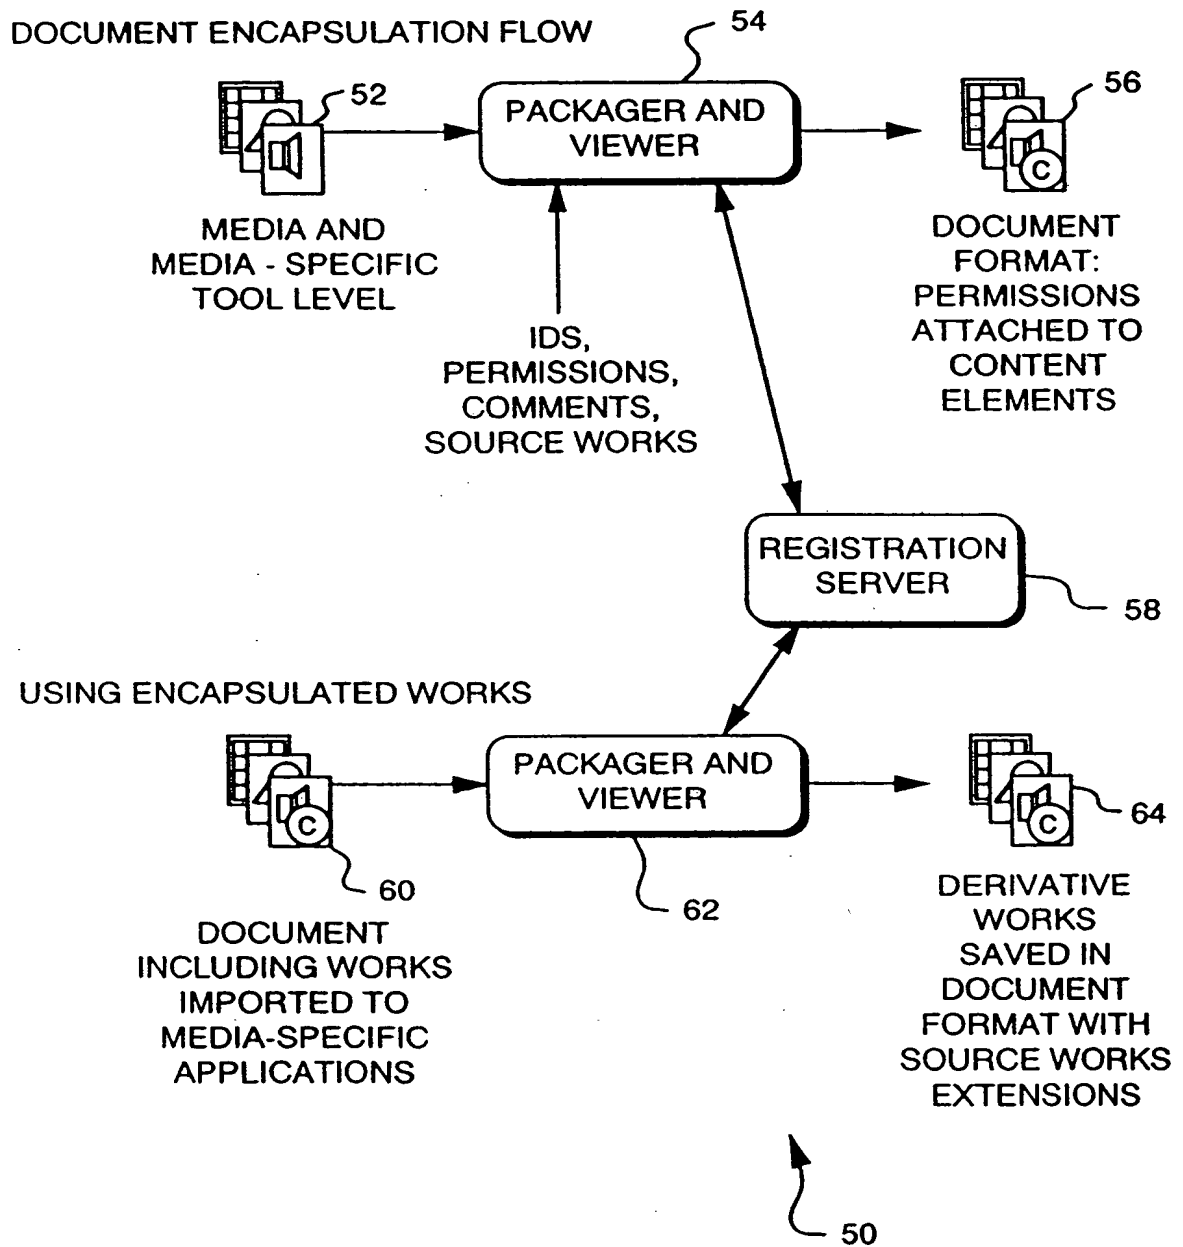 DOCUMENT ENCAPSULATION FLOW
54
52
PACKAGER AND
VIEWER
56
C
MEDIA AND
MEDIA - SPECIFIC
TOOL LEVEL
DOCUMENT
FORMAT:
PERMISSIONS
ATTACHED TO
CONTENT
ELEMENTS
IDS,
PERMISSIONS,
COMMENTS,
SOURCE WORKS
REGISTRATION
SERVER
58
USING ENCAPSULATED WORKS
C
60
PACKAGER AND
VIEWER
62
C
64
DOCUMENT
INCLUDING WORKS
IMPORTED TO
MEDIA-SPECIFIC
APPLICATIONS
DERIVATIVE
WORKS
SAVED IN
DOCUMENT
FORMAT WITH
SOURCE WORKS
EXTENSIONS
50